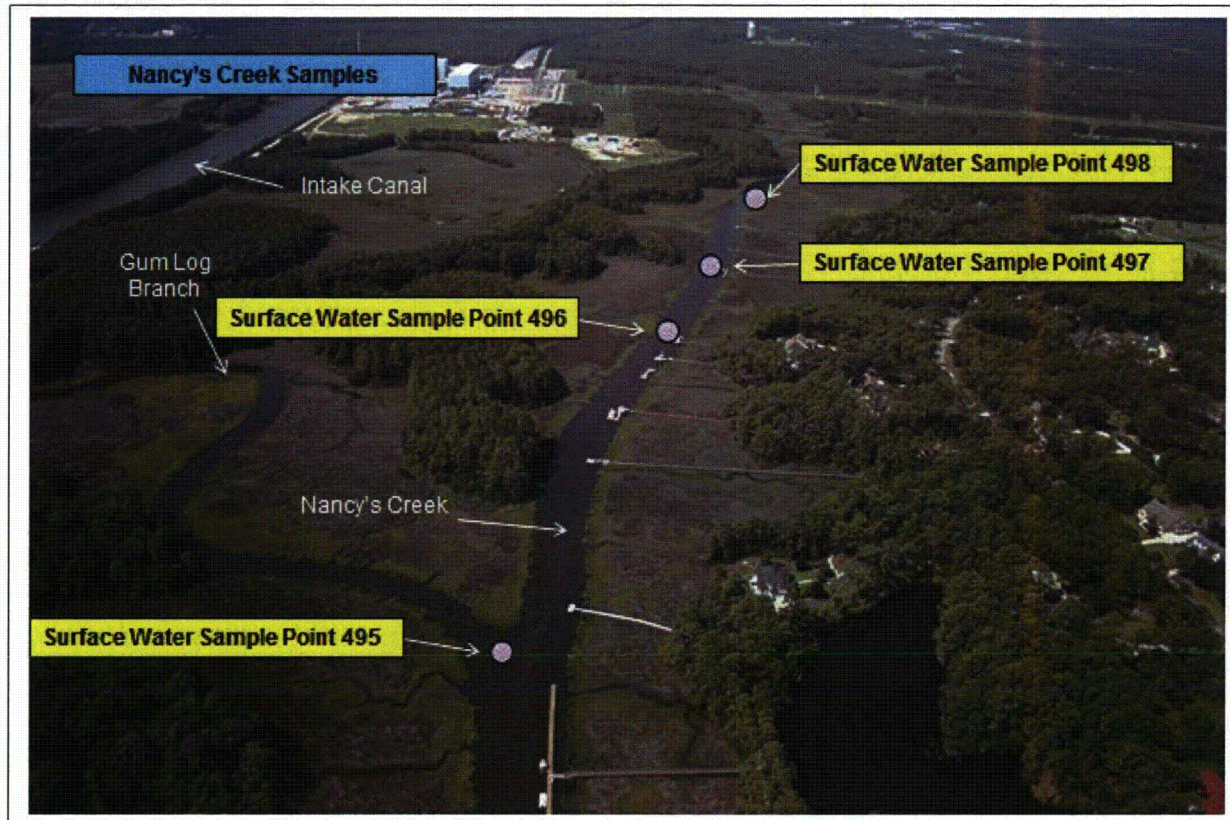 Nancy's Creek Samples
Surface Water Sample Point 498
Intake Canal
Surface Water Sample Point 497
Gum Log
Branch
Surface Water Sample Point 496
Nancy's Creek
Surface Water Sample Point 495